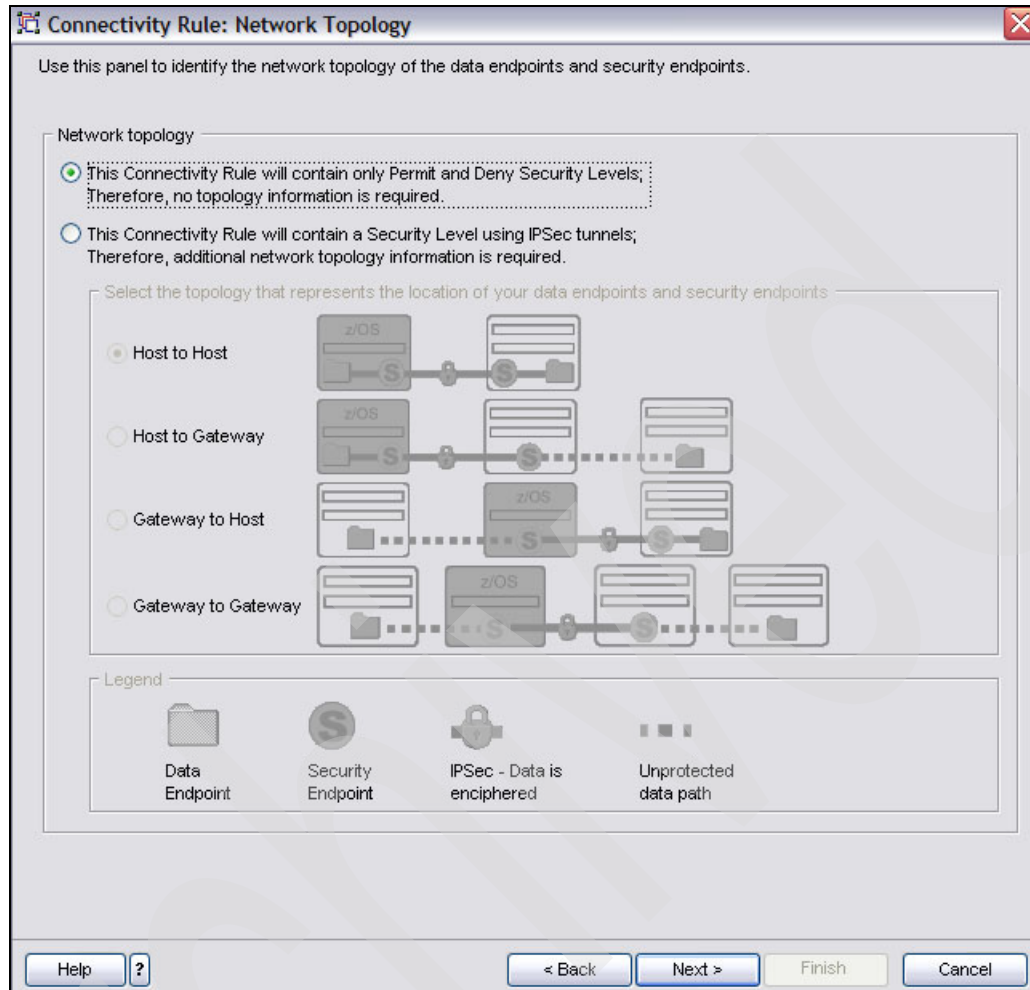 Connectivity Rule: Network Topology
Use this panel to identify the network topology of the data endpoints and security endpoints.
Network topology
This Connectivity Rule will contain only Permit and Deny Security Levels;
Therefore, no topology information is required.
This Connectivity Rule will contain a Security Level using IPSec tunnels;
Therefore, additional network topology information is required.
Select the topology that represents the location of your data endpoints and security endpoints
z/OS
Host to Host
S S
z/OS
Host to Gateway
S S
z/OS
Gateway to Host
S S
z/OS
Gateway to Gateway
S S
Legend
S
Data Security IPSec - Data is Unprotected
Endpoint Endpoint enciphered data path
Help ? < Back Next > Finish Cancel